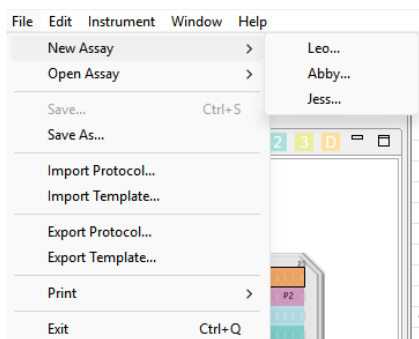 File Edit Instrument Window Help
New Assay >
Leo...
Open Assay >
Abby...
Jess...
Save... Ctrl+S
Save As...
2 3 D
Import Protocol...
Import Template...
Export Protocol...
Export Template...
P2
Print >
Exit Ctrl+Q